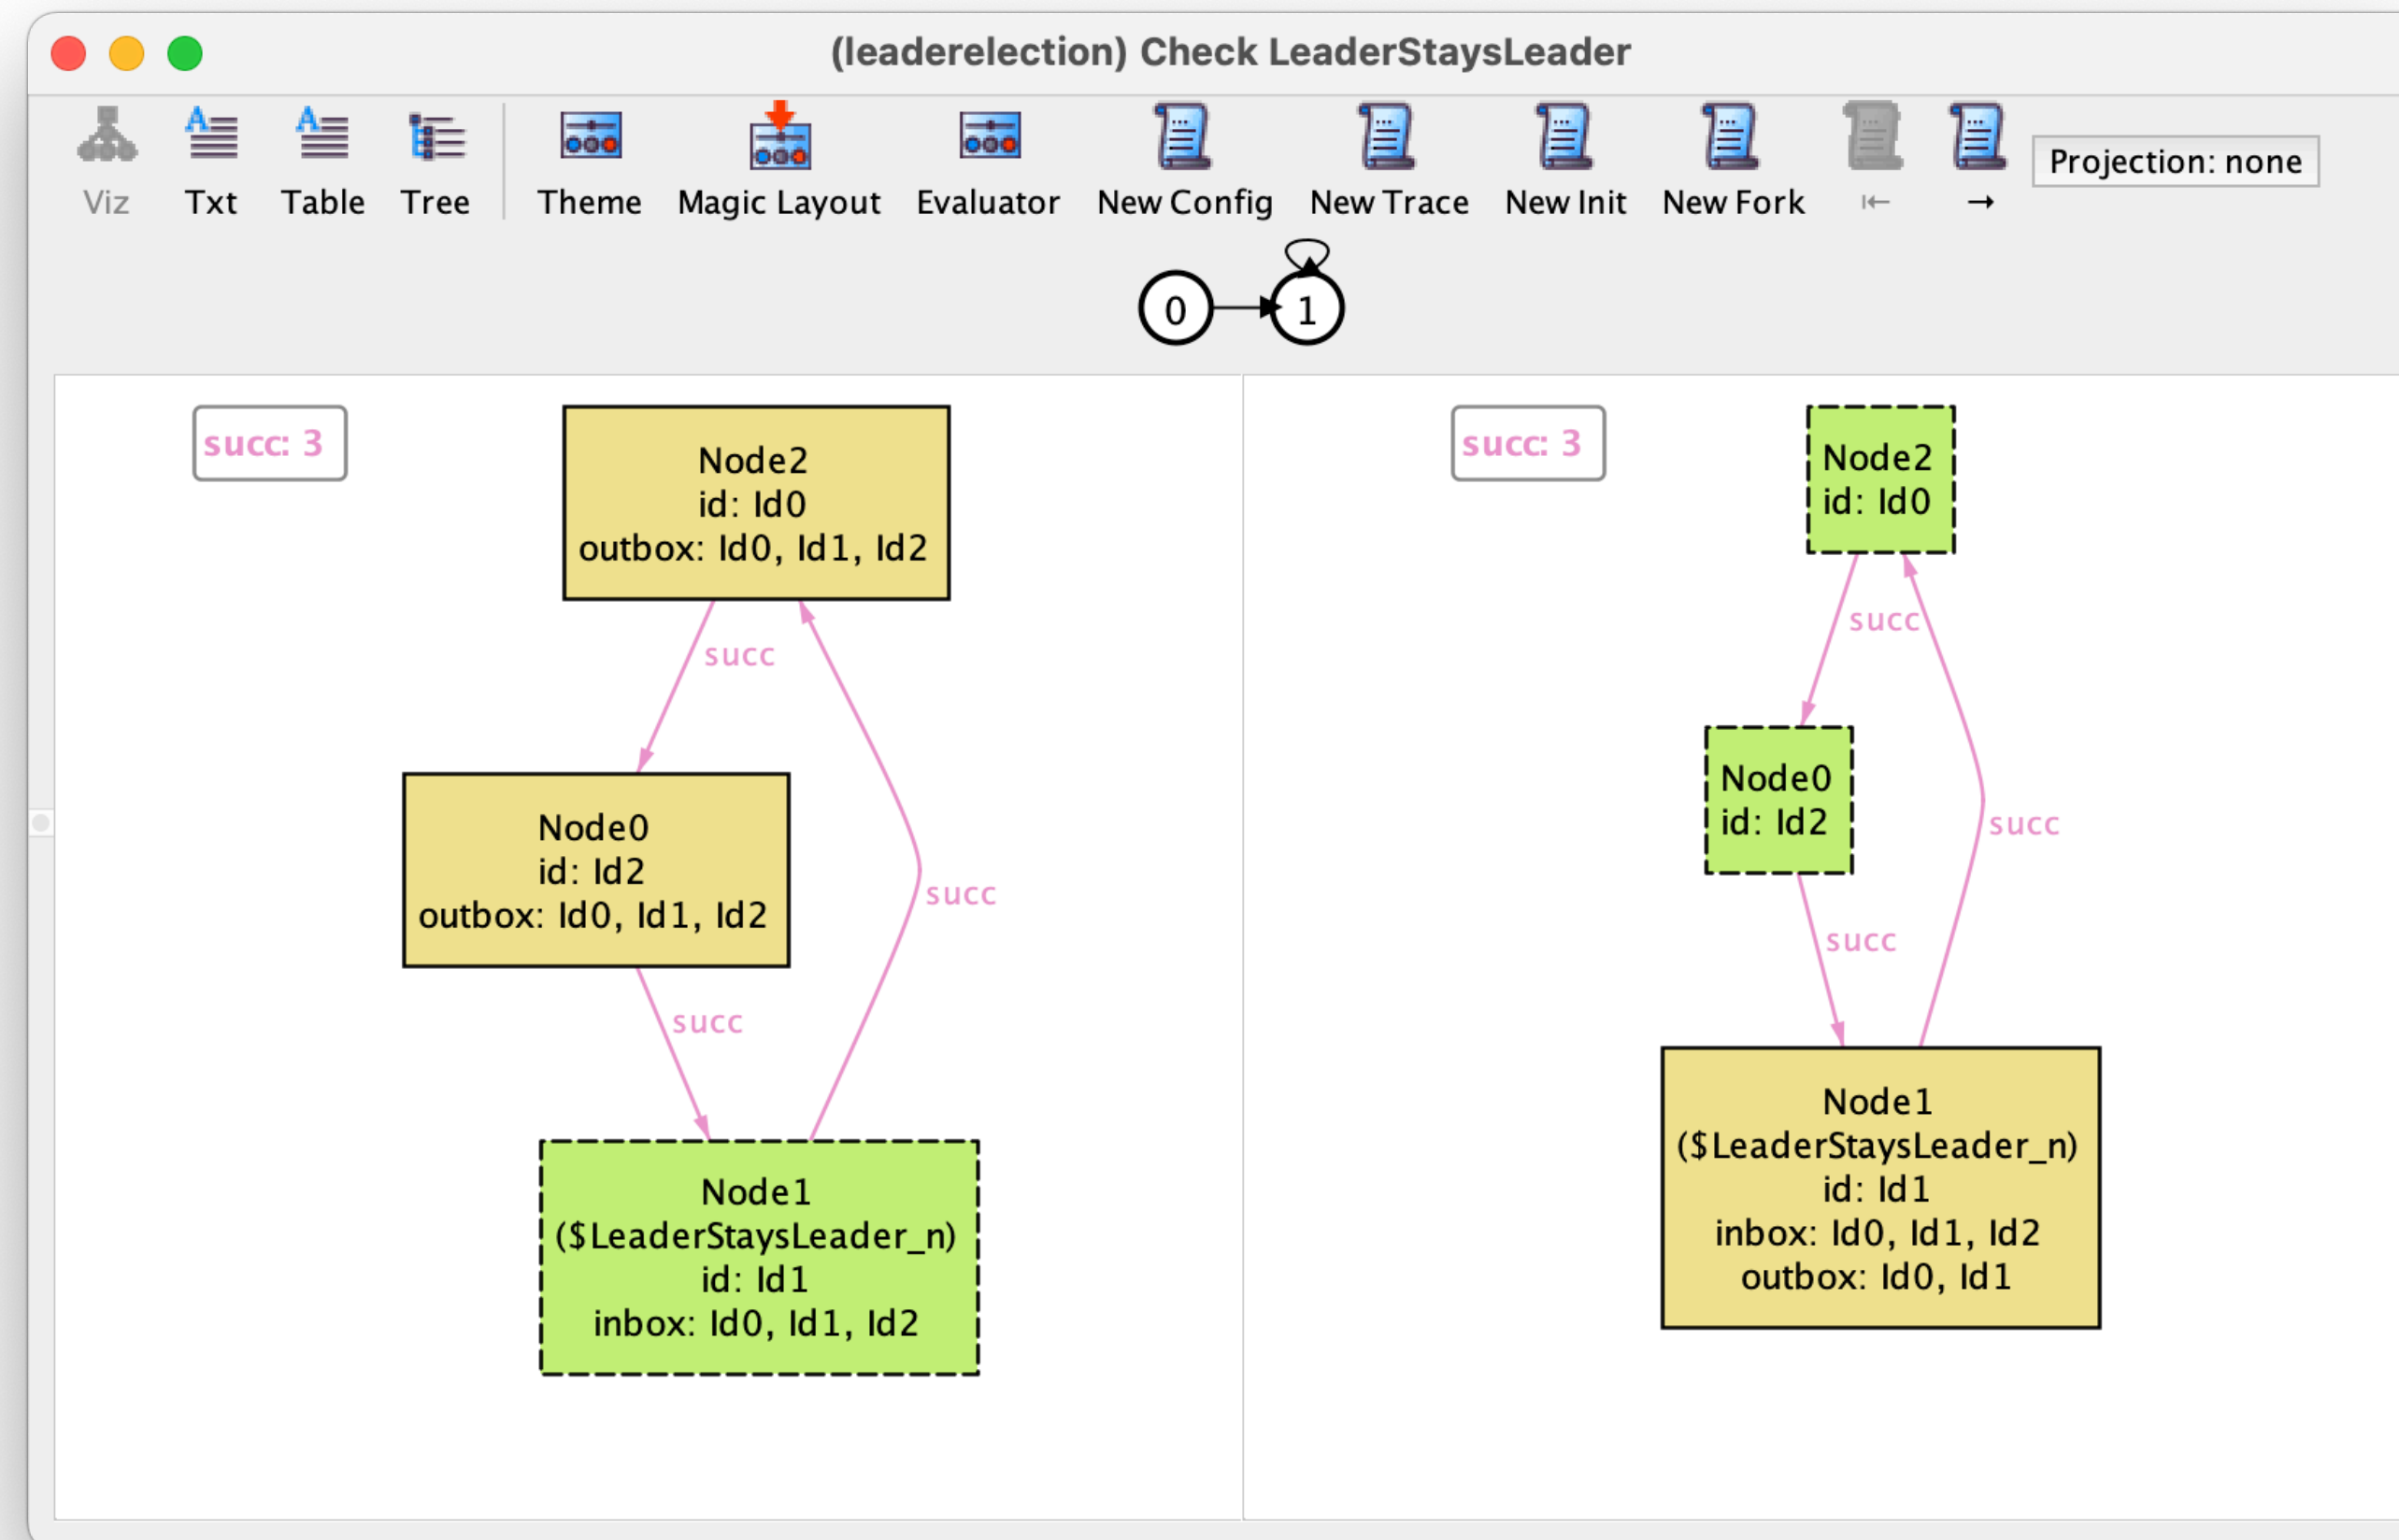 (leaderelection) Check LeaderStaysLeader
Viz Txt Table Tree Theme Magic Layout Evaluator New Config New Trace New Init New Fork ⇤ → Projection: none
0 1
succ: 3
Node2
id: Id0
outbox: Id0, Id1, Id2
succ
Node0
id: Id2
outbox: Id0, Id1, Id2
succ
succ
Node1
($LeaderStaysLeader_n)
id: Id1
inbox: Id0, Id1, Id2
succ: 3
Node2
id: Id0
succ
Node0
id: Id2
succ
succ
Node1
($LeaderStaysLeader_n)
id: Id1
inbox: Id0, Id1, Id2
outbox: Id0, Id1